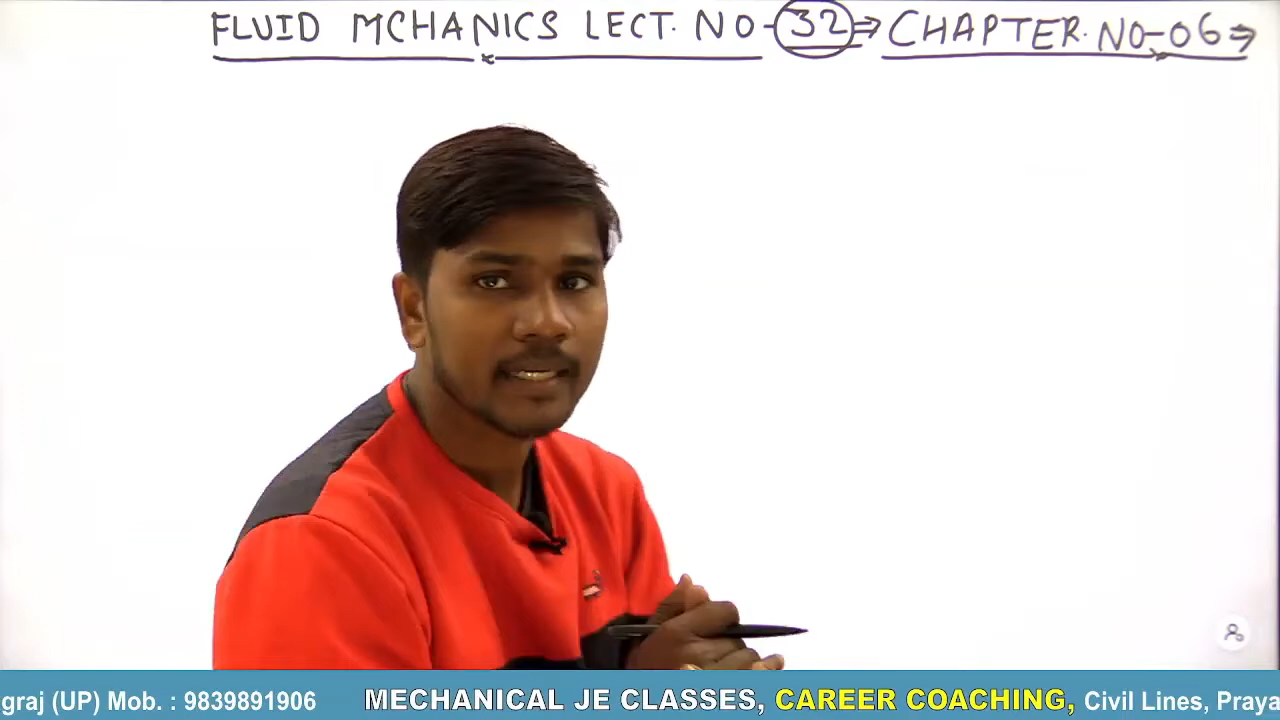 FLUID MCHANICS LECT. NO-32⇒ CHAPTER. NO-06⇒
graj (UP) Mob. : 9839891906 MECHANICAL JE CLASSES, CAREER COACHING, Civil Lines, Praya